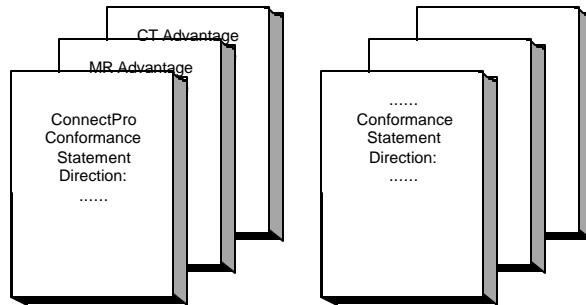 CT Advantage
MR Advantage
ConnectPro
Conformance
Statement
Direction:
......
......
Conformance
Statement
Direction:
......